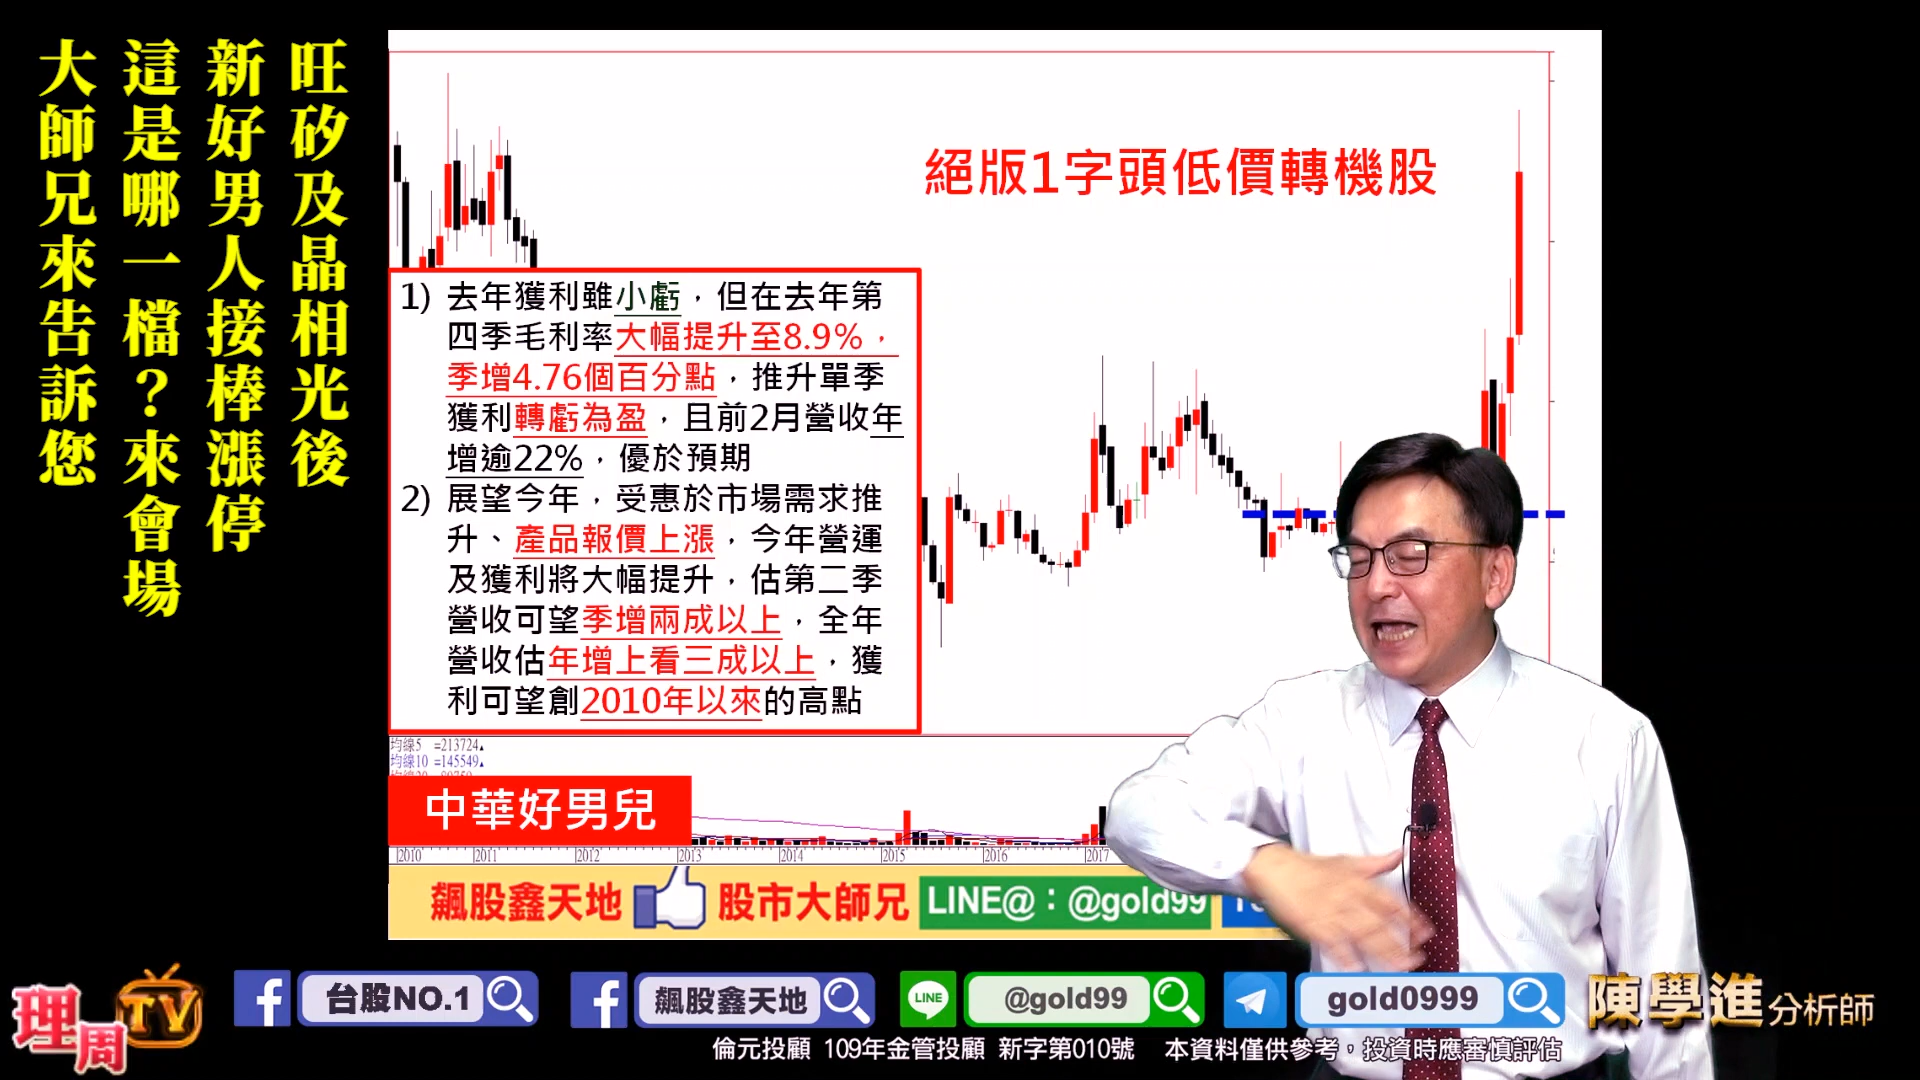 旺矽及晶相光後
新好男人接棒漲停
這是哪一檔？來會場
大師兄來告訴您
絕版1字頭低價轉機股
1) 去年獲利雖小虧，但在去年第
四季毛利率大幅提升至8.9%，
季增4.76個百分點，推升單季
獲利轉虧為盈，且前2月營收年
增逾22%，優於預期
2) 展望今年，受惠於市場需求推
升、產品報價上漲，今年營運
及獲利將大幅提升，估第二季
營收可望季增兩成以上，全年
營收估年增上看三成以上，獲
利可望創2010年以來的高點
均線5 =213724▲
均線10 =145549▲
中華好男兒
2010 2011 2012 2013 2014 2015 2016 2017
飆股鑫天地 股市大師兄 LINE@：@gold99
理周TV 台股NO.1 飆股鑫天地 LINE @gold99 gold0999 陳學進分析師
倫元投顧 109年金管投顧 新字第010號 本資料僅供參考，投資時應審慎評估